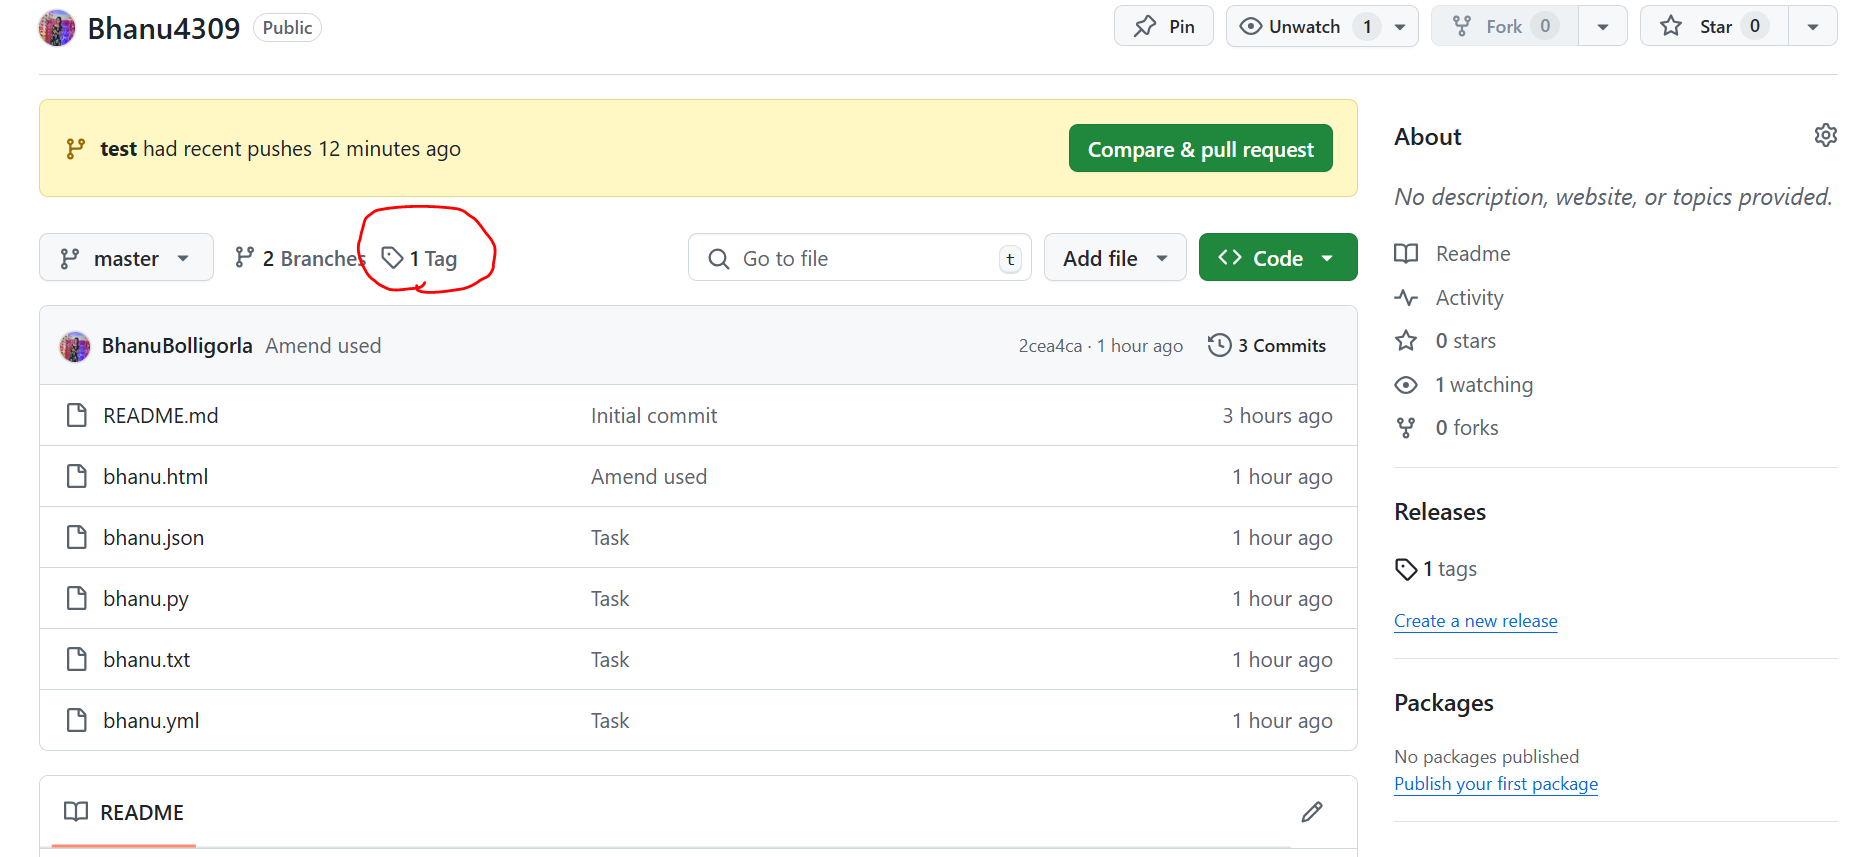 Bhanu4309 Public Pin Unwatch 1 Fork 0 Star 0
test had recent pushes 12 minutes ago Compare & pull request
master 2 Branches 1 Tag Go to file t Add file Code
BhanuBolligorla Amend used 2cea4ca · 1 hour ago 3 Commits
README.md Initial commit 3 hours ago
bhanu.html Amend used 1 hour ago
bhanu.json Task 1 hour ago
bhanu.py Task 1 hour ago
bhanu.txt Task 1 hour ago
bhanu.yml Task 1 hour ago
README
About
No description, website, or topics provided.
Readme
Activity
0 stars
1 watching
0 forks
Releases
1 tags
Create a new release
Packages
No packages published
Publish your first package